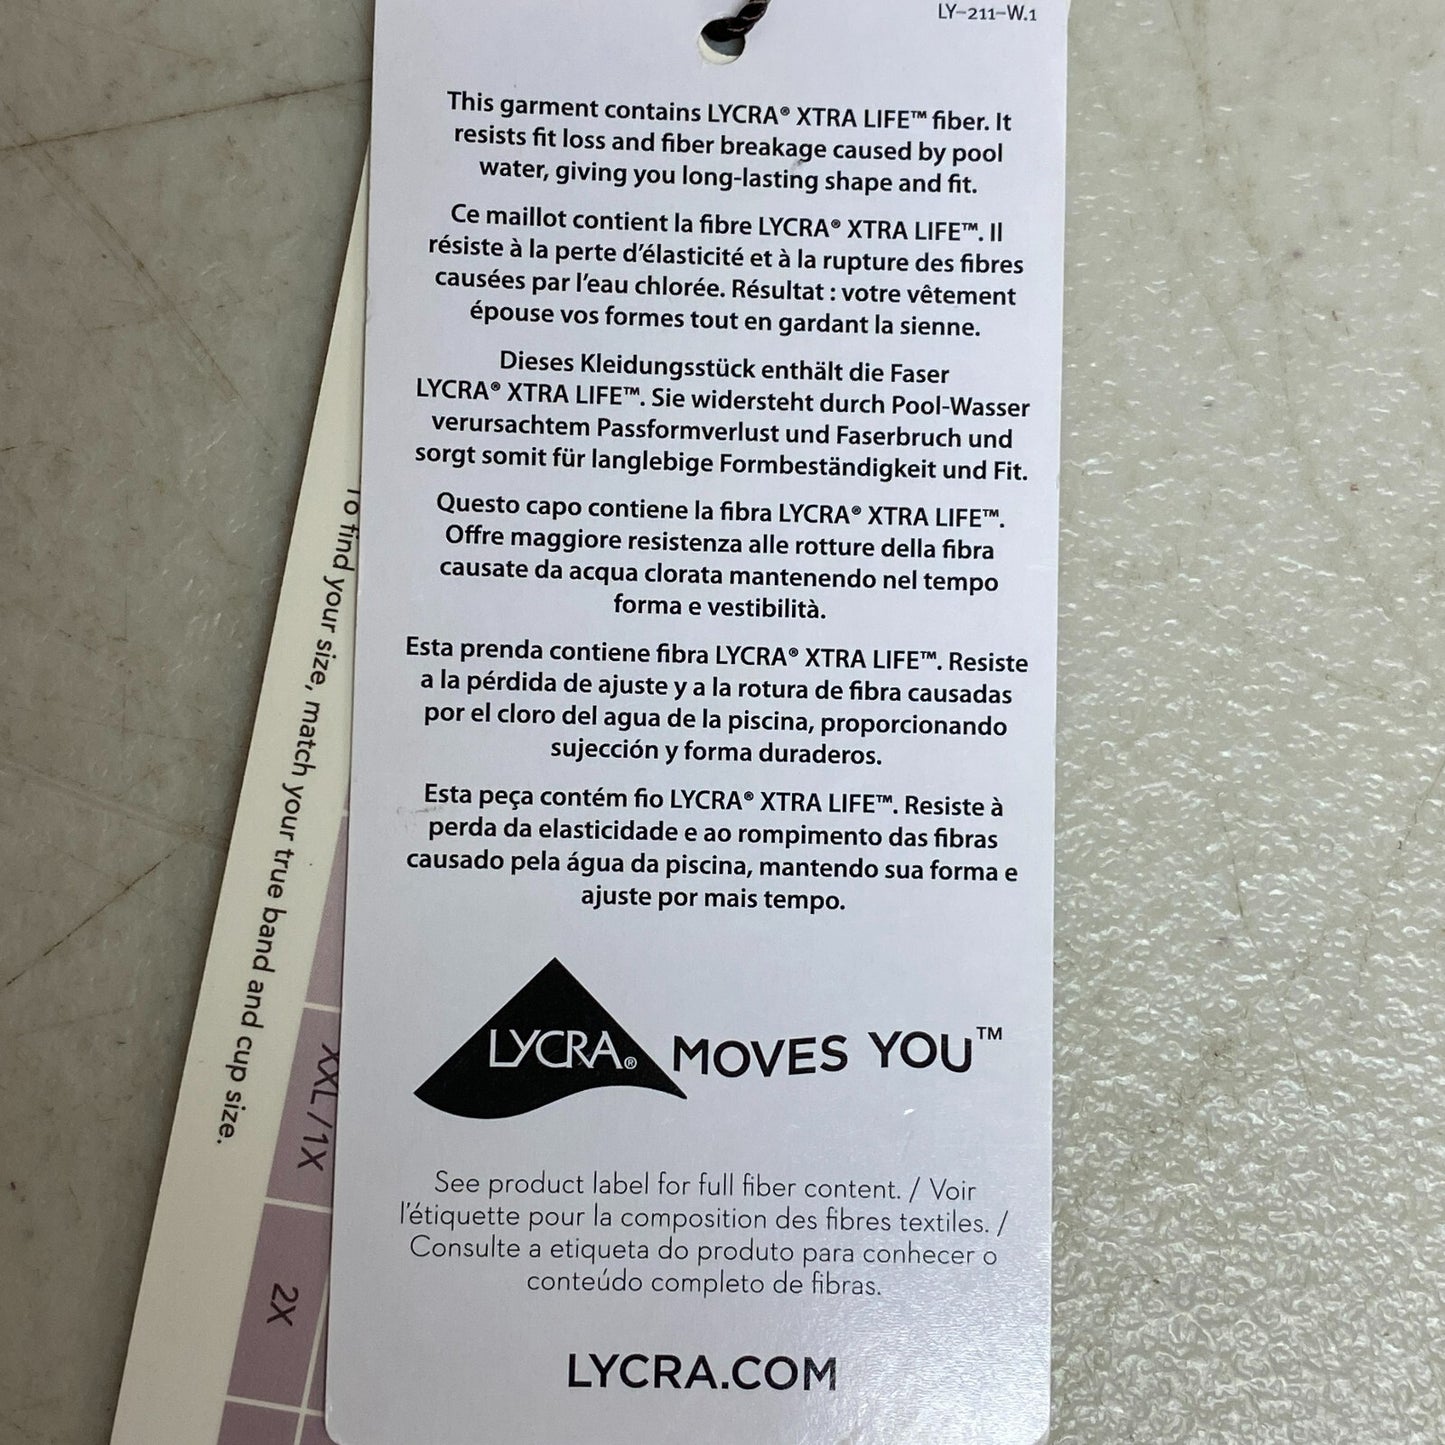 LY-211-W.1
This garment contains LYCRA® XTRA LIFE™ fiber. It
resists fit loss and fiber breakage caused by pool
water, giving you long-lasting shape and fit.
Ce maillot contient la fibre LYCRA® XTRA LIFE™. Il
résiste à la perte d'élasticité et à la rupture des fibres
causées par l'eau chlorée. Résultat : votre vêtement
épouse vos formes tout en gardant la sienne.
Dieses Kleidungsstück enthält die Faser
LYCRA® XTRA LIFE™. Sie widersteht durch Pool-Wasser
verursachtem Passformverlust und Faserbruch und
sorgt somit für langlebige Formbeständigkeit und Fit.
Questo capo contiene la fibra LYCRA® XTRA LIFE™.
Offre maggiore resistenza alle rotture della fibra
causate da acqua clorata mantenendo nel tempo
forma e vestibilità.
Esta prenda contiene fibra LYCRA® XTRA LIFE™. Resiste
a la pérdida de ajuste y a la rotura de fibra causadas
por el cloro del agua de la piscina, proporcionando
sujección y forma duraderos.
Esta peça contém fio LYCRA® XTRA LIFE™. Resiste à
perda da elasticidade e ao rompimento das fibras
causado pela água da piscina, mantendo sua forma e
ajuste por mais tempo.
LYCRA® MOVES YOU™
See product label for full fiber content. / Voir
l'étiquette pour la composition des fibres textiles. /
Consulte a etiqueta do produto para conhecer o
conteúdo completo de fibras.
LYCRA.COM
To find your size, match your true band and cup size.
XXL/1X
2X